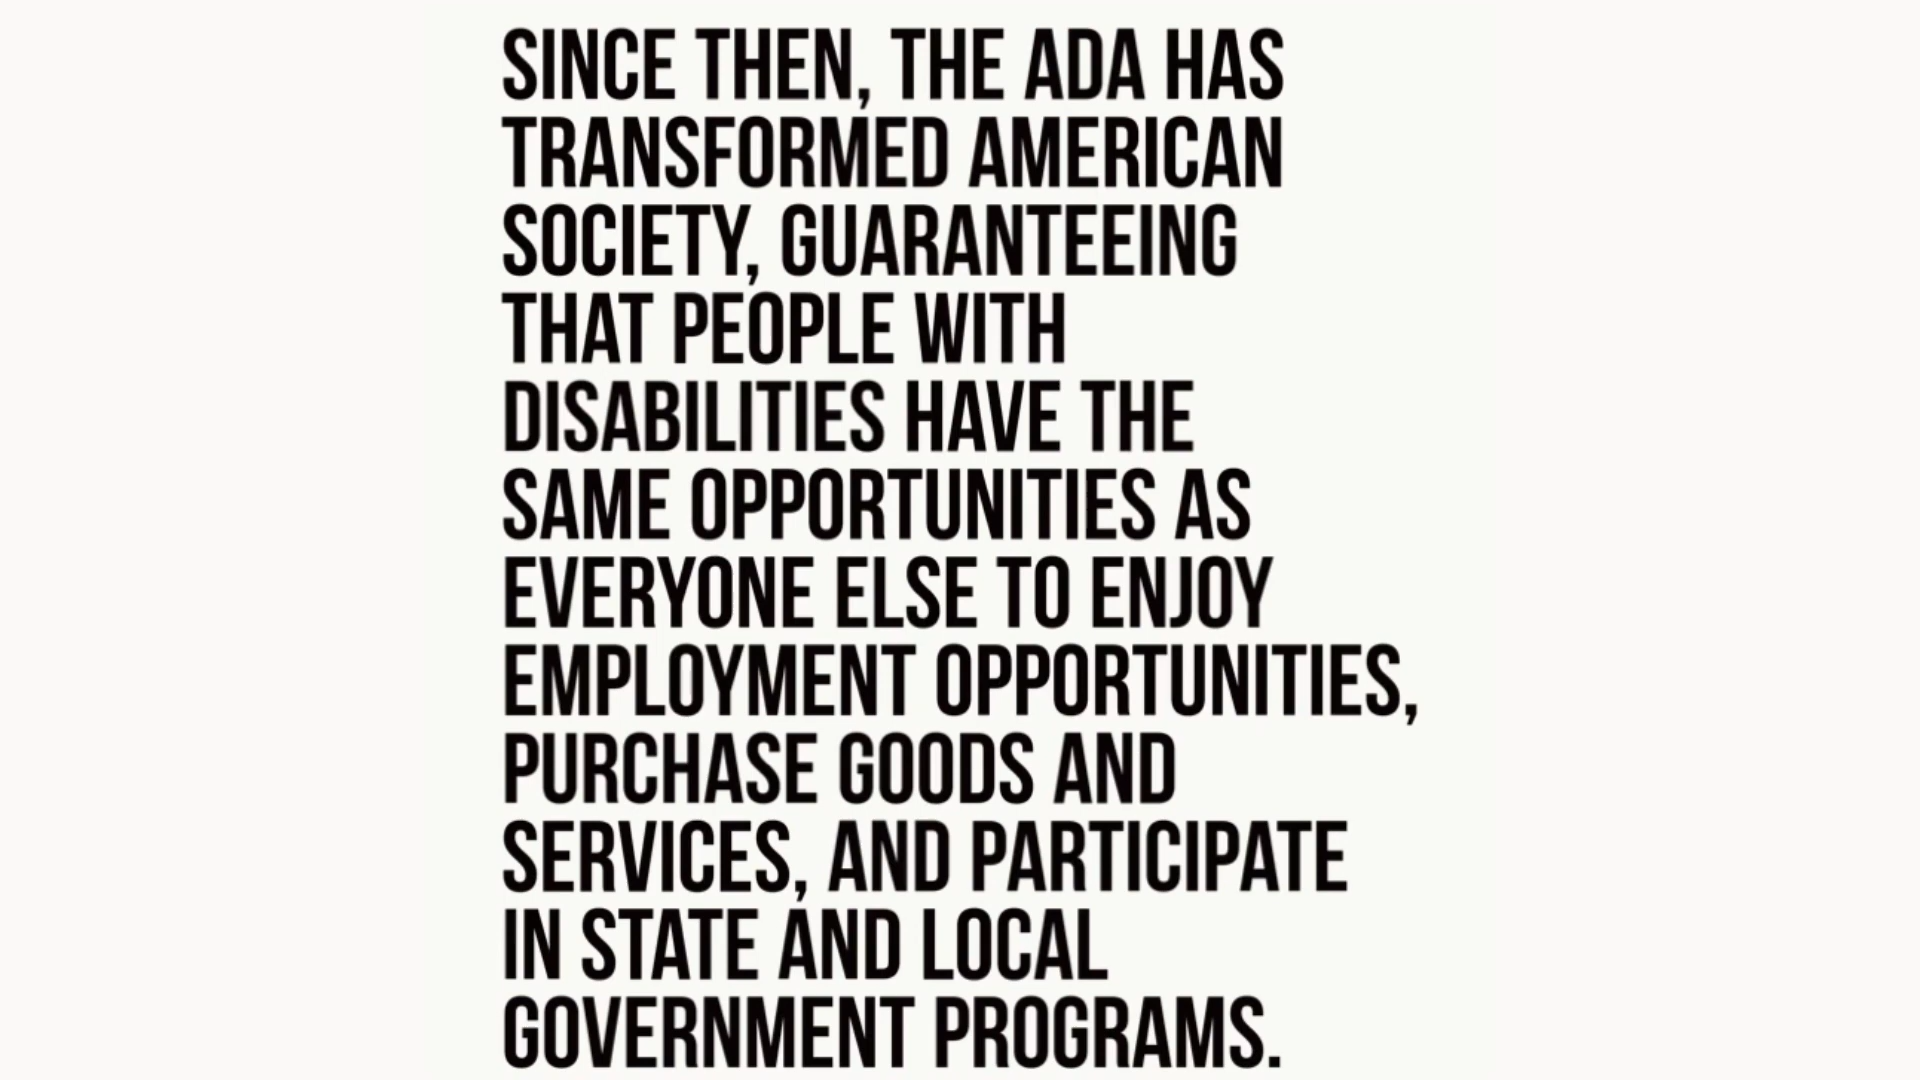 SINCE THEN, THE ADA HAS
TRANSFORMED AMERICAN
SOCIETY, GUARANTEEING
THAT PEOPLE WITH
DISABILITIES HAVE THE
SAME OPPORTUNITIES AS
EVERYONE ELSE TO ENJOY
EMPLOYMENT OPPORTUNITIES,
PURCHASE GOODS AND
SERVICES, AND PARTICIPATE
IN STATE AND LOCAL
GOVERNMENT PROGRAMS.